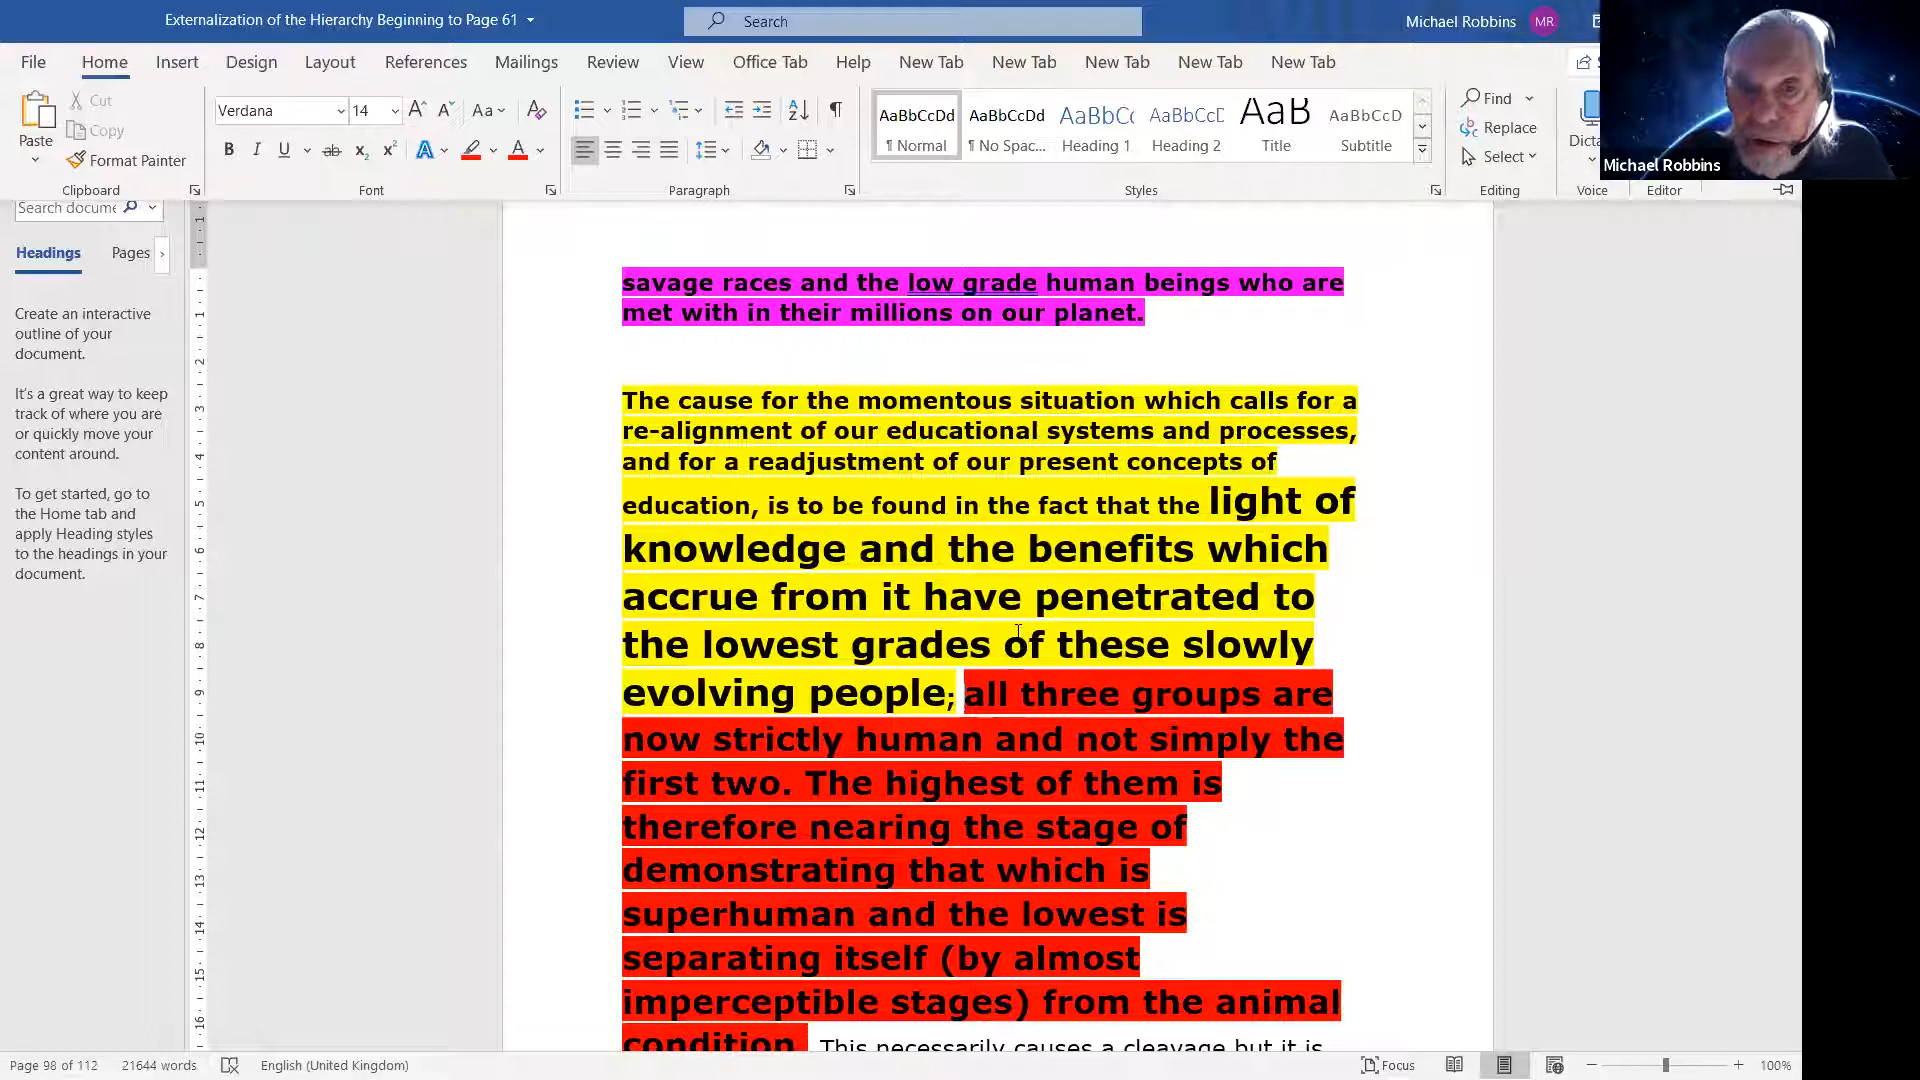 Externalization of the Hierarchy Beginning to Page 61
Search
Michael Robbins
MR
File
Home
Insert
Design
Layout
References
Mailings
Review
View
Office Tab
Help
New Tab
New Tab
New Tab
New Tab
New Tab
Paste
Cut
Copy
Format Painter
Clipboard
Verdana
14
Font
Paragraph
AaBbCcDd
¶ Normal
AaBbCcDd
¶ No Spac...
AaBbCc
Heading 1
AaBbCcD
Heading 2
AaB
Title
AaBbCcD
Subtitle
Styles
Find
Replace
Select
Editing
Dicta
Voice
Editor
Michael Robbins
Search docume
Headings
Pages
Create an interactive
outline of your
document.
It's a great way to keep
track of where you are
or quickly move your
content around.
To get started, go to
the Home tab and
apply Heading styles
to the headings in your
document.
savage races and the low grade human beings who are
met with in their millions on our planet.
The cause for the momentous situation which calls for a
re-alignment of our educational systems and processes,
and for a readjustment of our present concepts of
education, is to be found in the fact that the light of
knowledge and the benefits which
accrue from it have penetrated to
the lowest grades of these slowly
evolving people; all three groups are
now strictly human and not simply the
first two. The highest of them is
therefore nearing the stage of
demonstrating that which is
superhuman and the lowest is
separating itself (by almost
imperceptible stages) from the animal
condition. This necessarily causes a cleavage but it is
Page 98 of 112
21644 words
English (United Kingdom)
Focus
100%